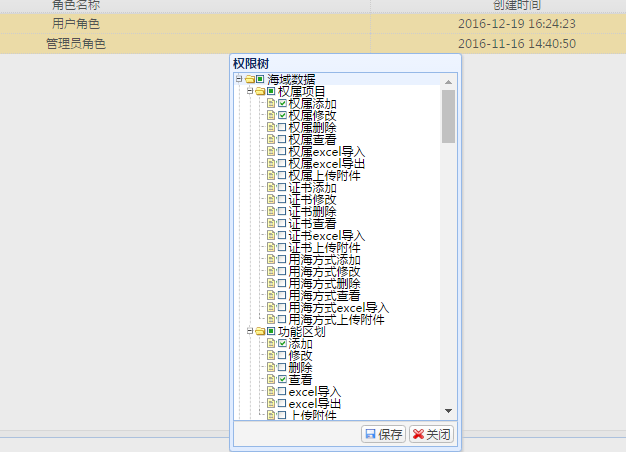 角色名称 创建时间
用户角色 2016-12-19 16:24:23
管理员角色 2016-11-16 14:40:50
权限树
海域数据
权属项目
权属添加
权属修改
权属删除
权属查看
权属excel导入
权属excel导出
权属上传附件
证书添加
证书修改
证书删除
证书查看
证书excel导入
证书上传附件
用海方式添加
用海方式修改
用海方式删除
用海方式查看
用海方式excel导入
用海方式上传附件
功能区划
添加
修改
删除
查看
excel导入
excel导出
上传附件
保存 关闭